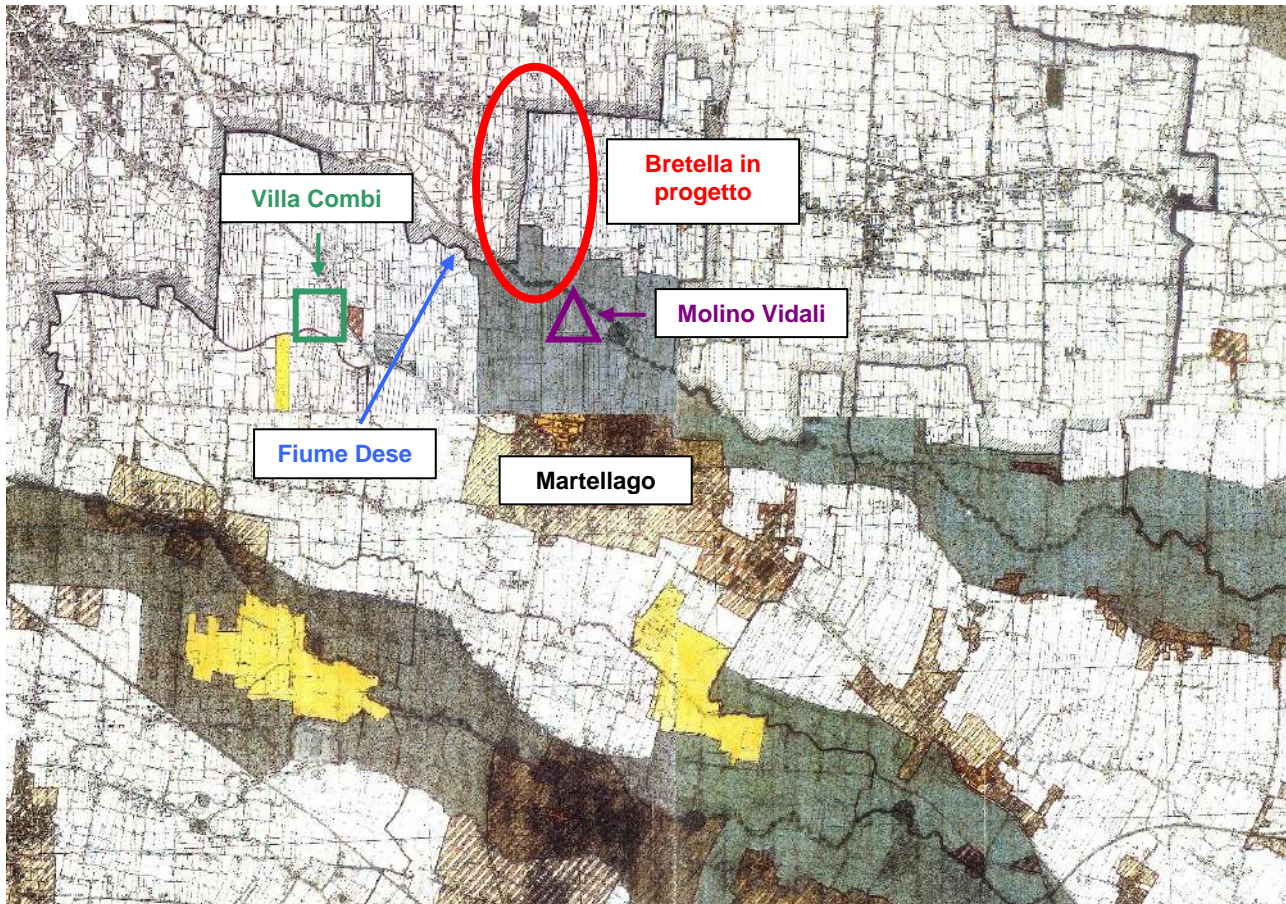 Bretella in
progetto
Villa Combi
Molino Vidali
Fiume Dese
Martellago